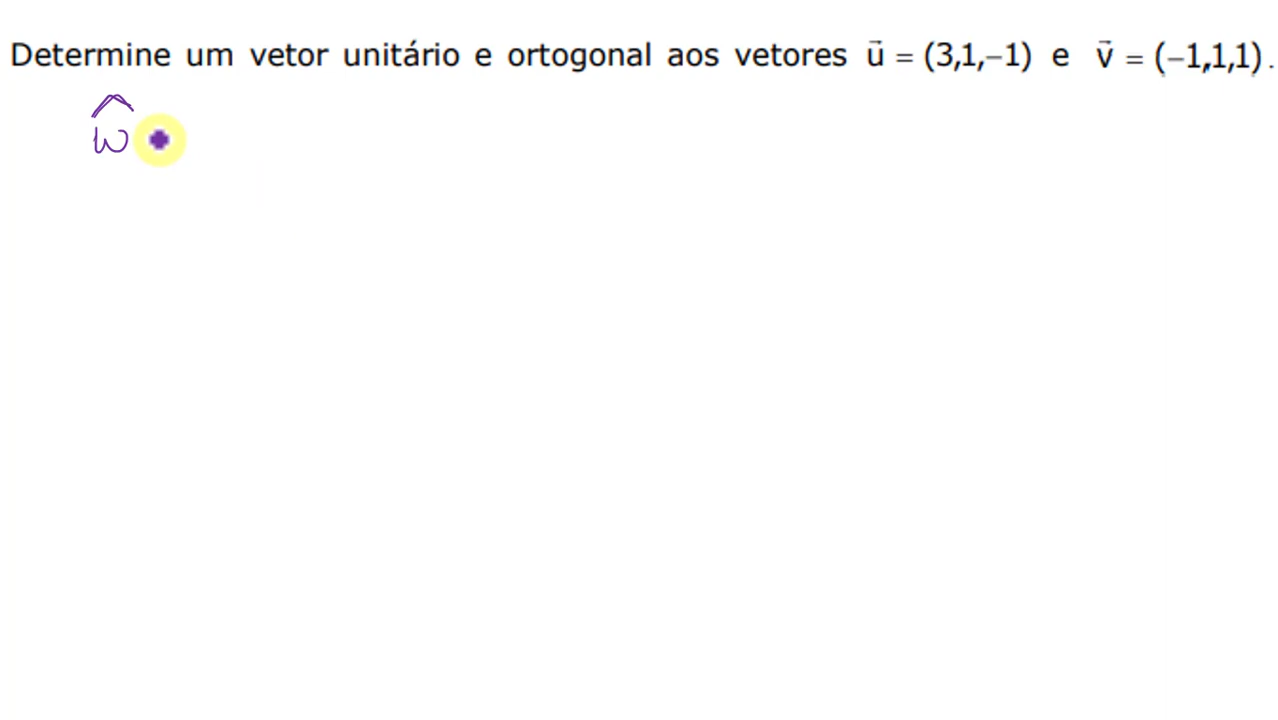 Determine um vetor unitário e ortogonal aos vetores u⃗ = (3,1,−1) e v⃗ = (−1,1,1).
ŵ